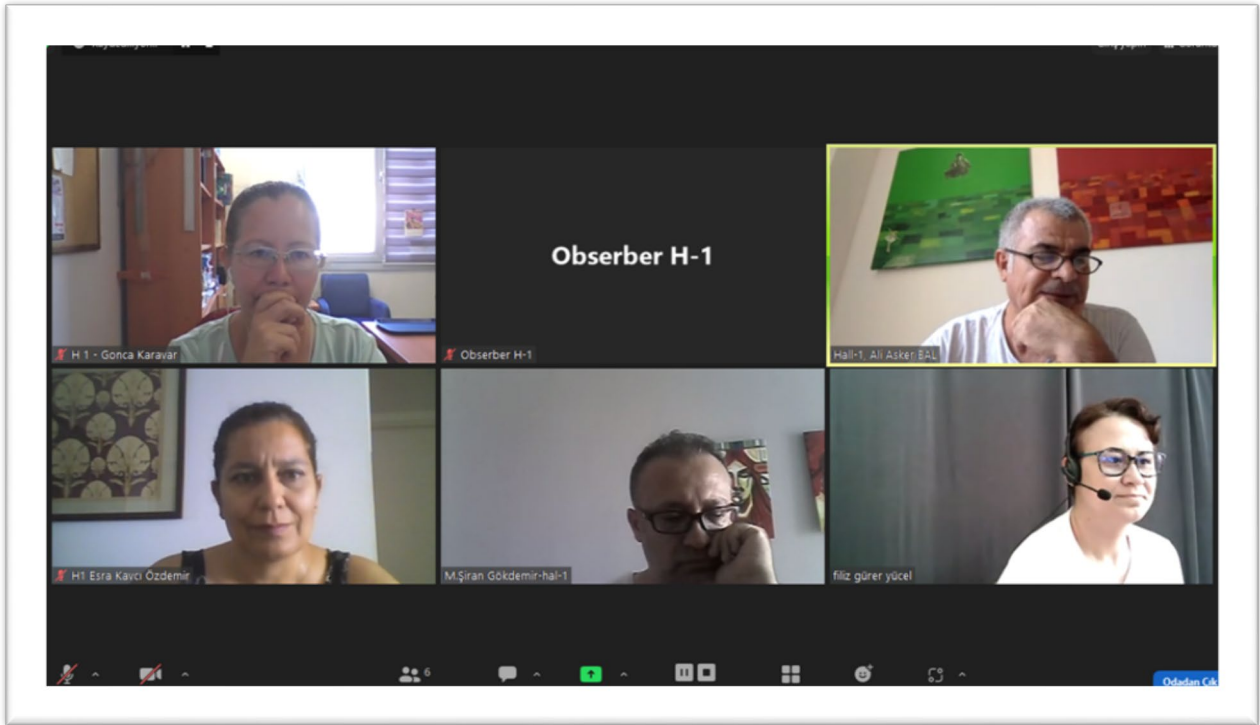 Obserber H-1
H 1 - Gonca Karavar
Obserber H-1
Hall-1, Ali Asker BAL
H1 Esra Kavcı Özdemir
M.Şiran Gökdemir-hal-1
filiz gürer yücel
6
Odadan Çık